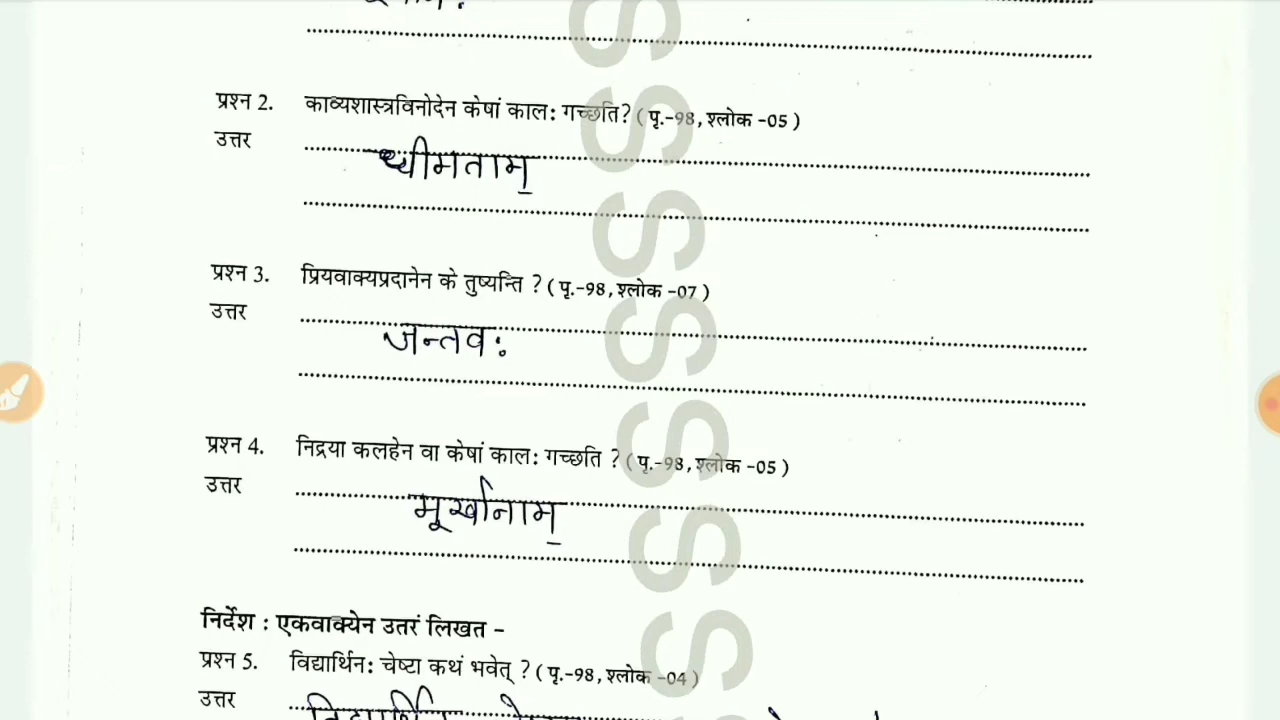 प्रश्न 2. काव्यशास्त्रविनोदेन केषां काल: गच्छति? (पृ.-98, श्लोक -05)
उत्तर
धीमताम्
प्रश्न 3. प्रियवाक्यप्रदानेन के तुष्यन्ति ? (पृ.-98, श्लोक -07)
उत्तर
जन्तव:
प्रश्न 4. निद्रया कलहेन वा केषां काल: गच्छति ? (पृ.-98, श्लोक -05)
उत्तर
मूर्खानाम्
निर्देश : एकवाक्येन उतरं लिखत -
प्रश्न 5. विद्यार्थिन: चेष्टा कथं भवेत् ? (पृ.-98, श्लोक -04)
उत्तर
SSSSSSS